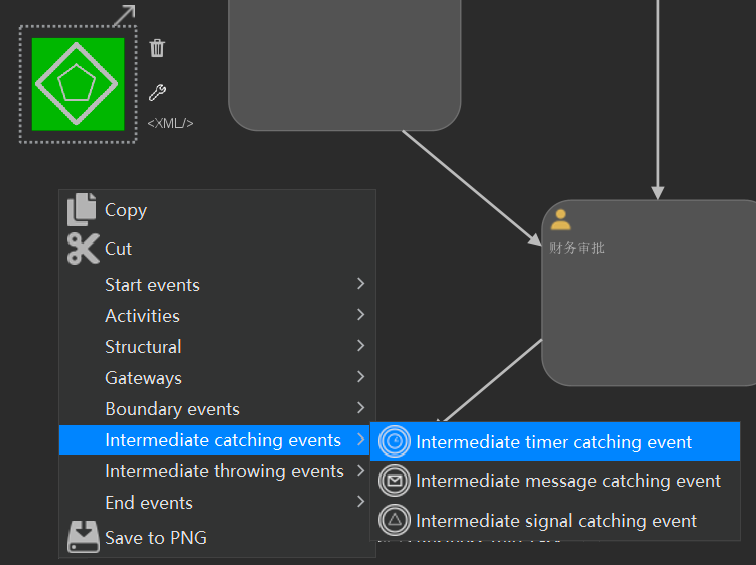 <XML/>
财务审批
Copy
Cut
Start events
Activities
Structural
Gateways
Boundary events
Intermediate catching events
Intermediate throwing events
End events
Save to PNG
Intermediate timer catching event
Intermediate message catching event
Intermediate signal catching event